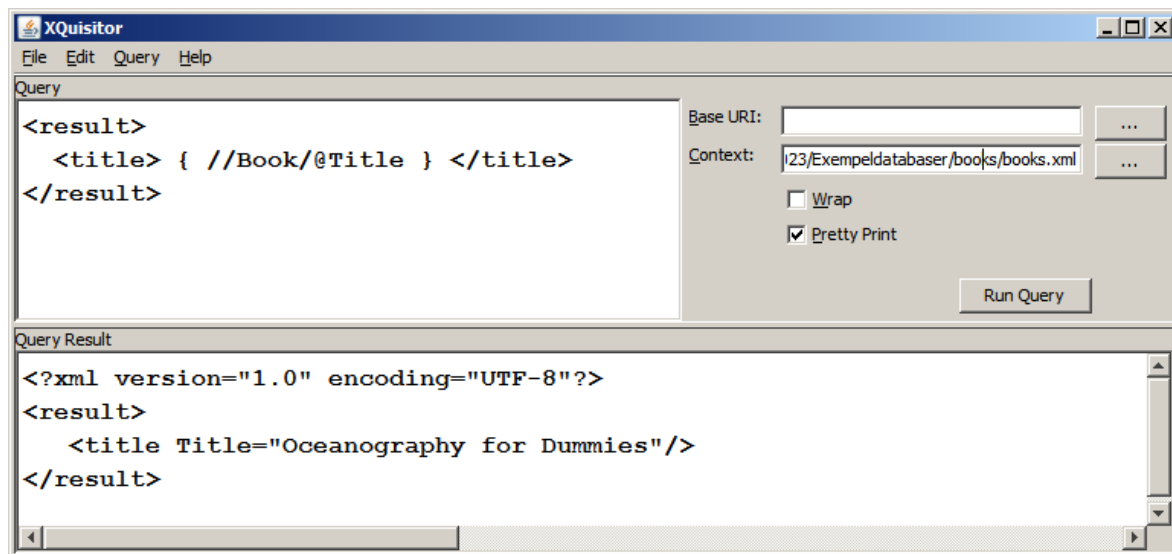 XQuisitor
File Edit Query Help
Query
<result>
<title> { //Book/@Title } </title>
</result>
Base URI:
...
Context:
23/Exempeldatabaser/books/books.xml
...
Wrap
Pretty Print
Run Query
Query Result
<?xml version="1.0" encoding="UTF-8"?>
<result>
<title Title="Oceanography for Dummies"/>
</result>